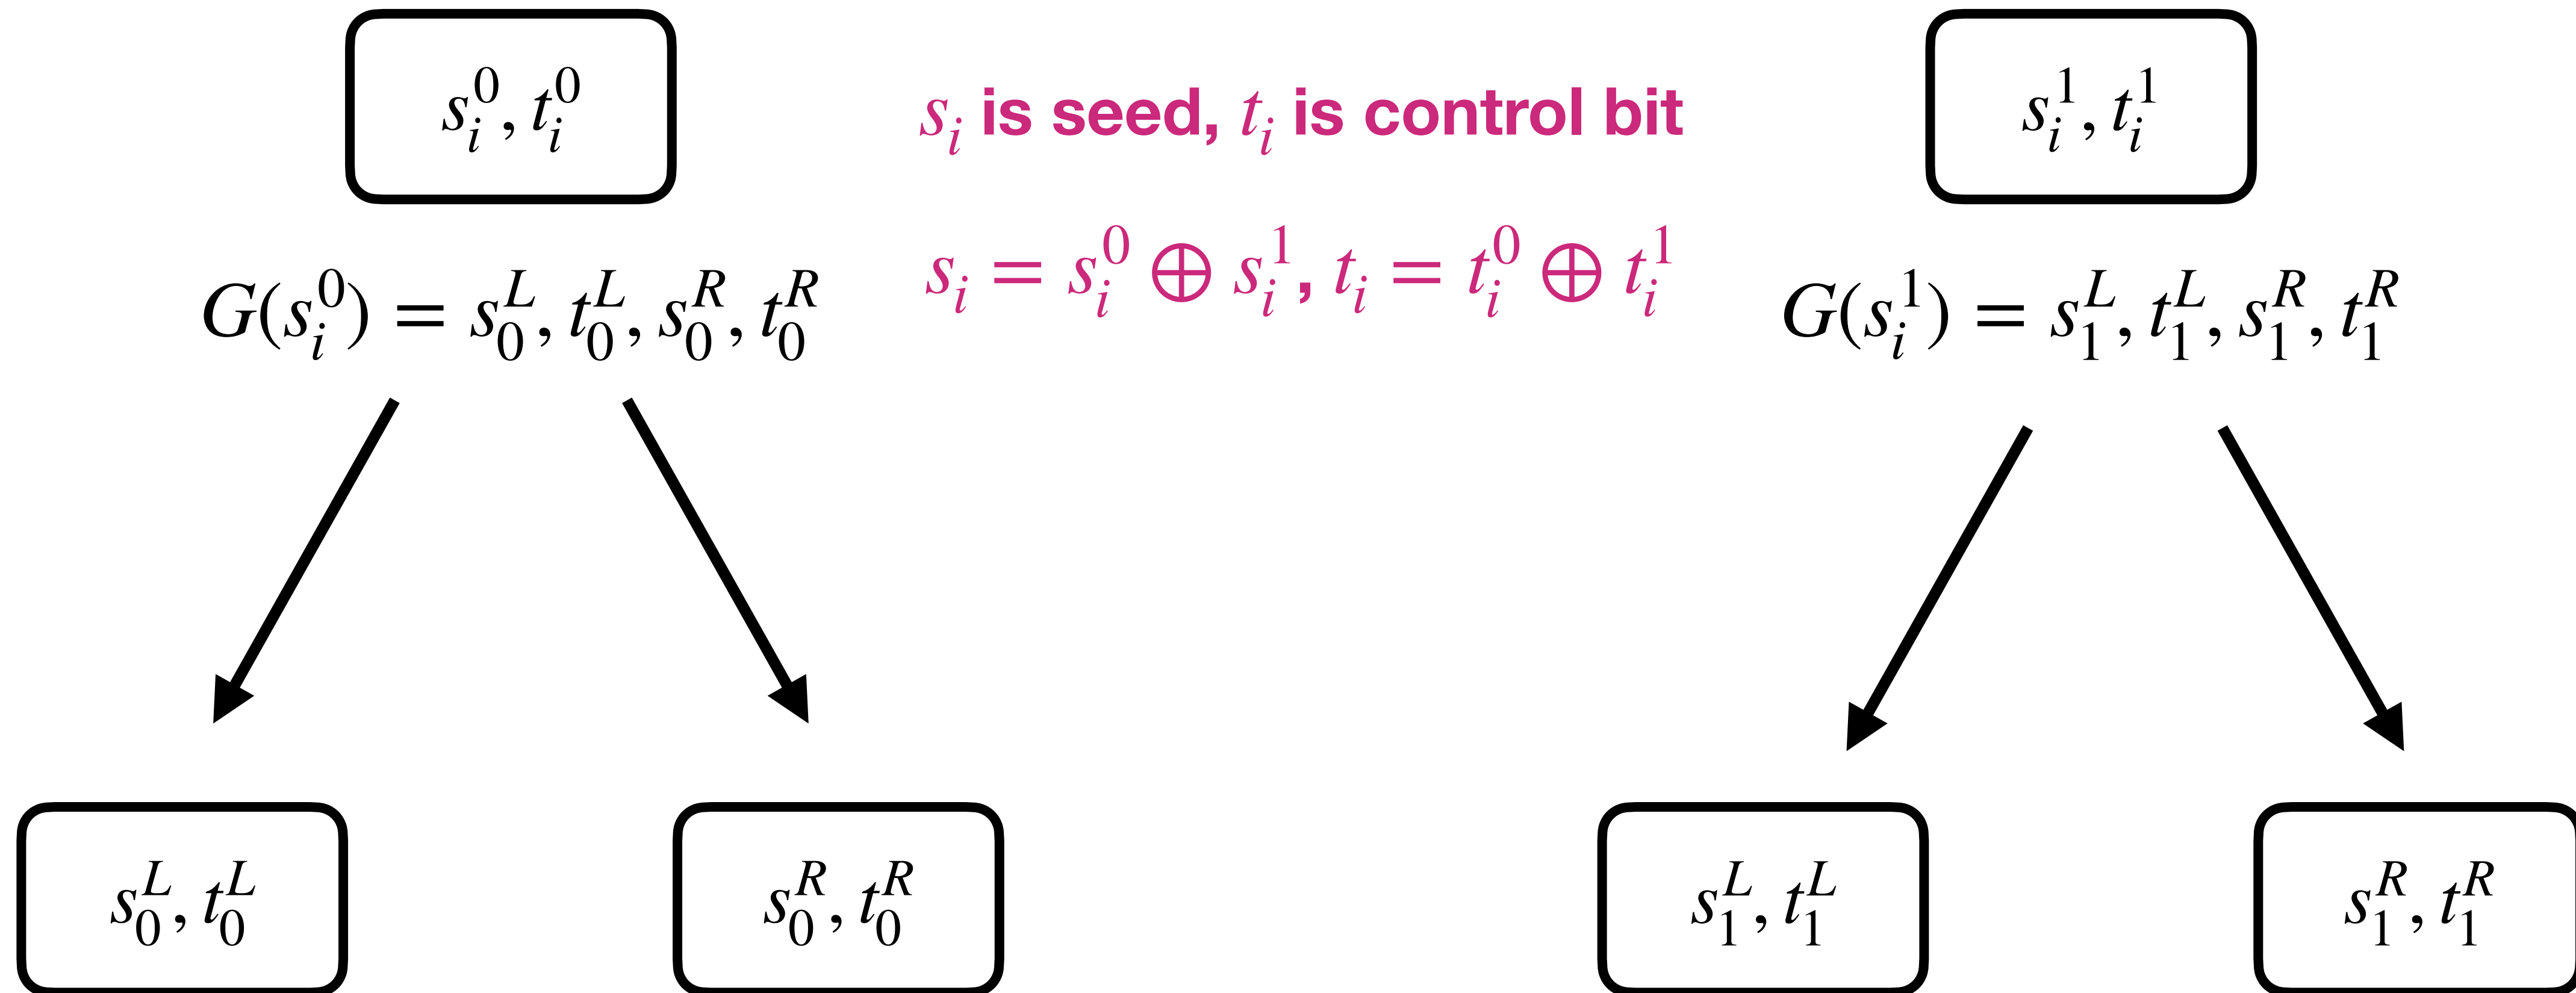 $s_i^0, t_i^0$
$s_i$ is seed, $t_i$ is control bit
$s_i^1, t_i^1$
$s_i = s_i^0 \oplus s_i^1, t_i = t_i^0 \oplus t_i^1$
$G(s_i^0) = s_0^L, t_0^L, s_0^R, t_0^R$
$G(s_i^1) = s_1^L, t_1^L, s_1^R, t_1^R$
$s_0^L, t_0^L$
$s_0^R, t_0^R$
$s_1^L, t_1^L$
$s_1^R, t_1^R$